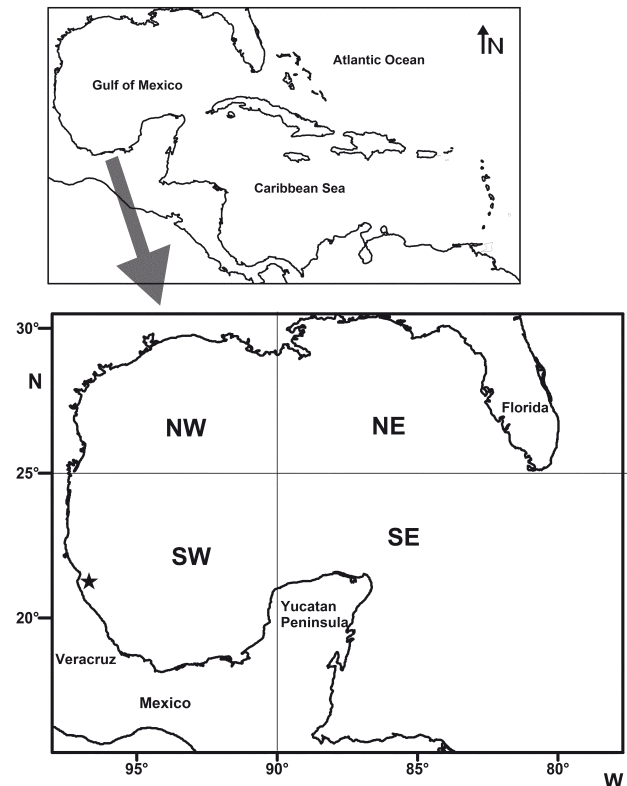 N
Atlantic Ocean
Gulf of Mexico
Caribbean Sea
30°
N
Florida
NW
NE
25°
SE
SW
Yucatan
Peninsula
20°
Veracruz
Mexico
95°
90°
85°
80°
W